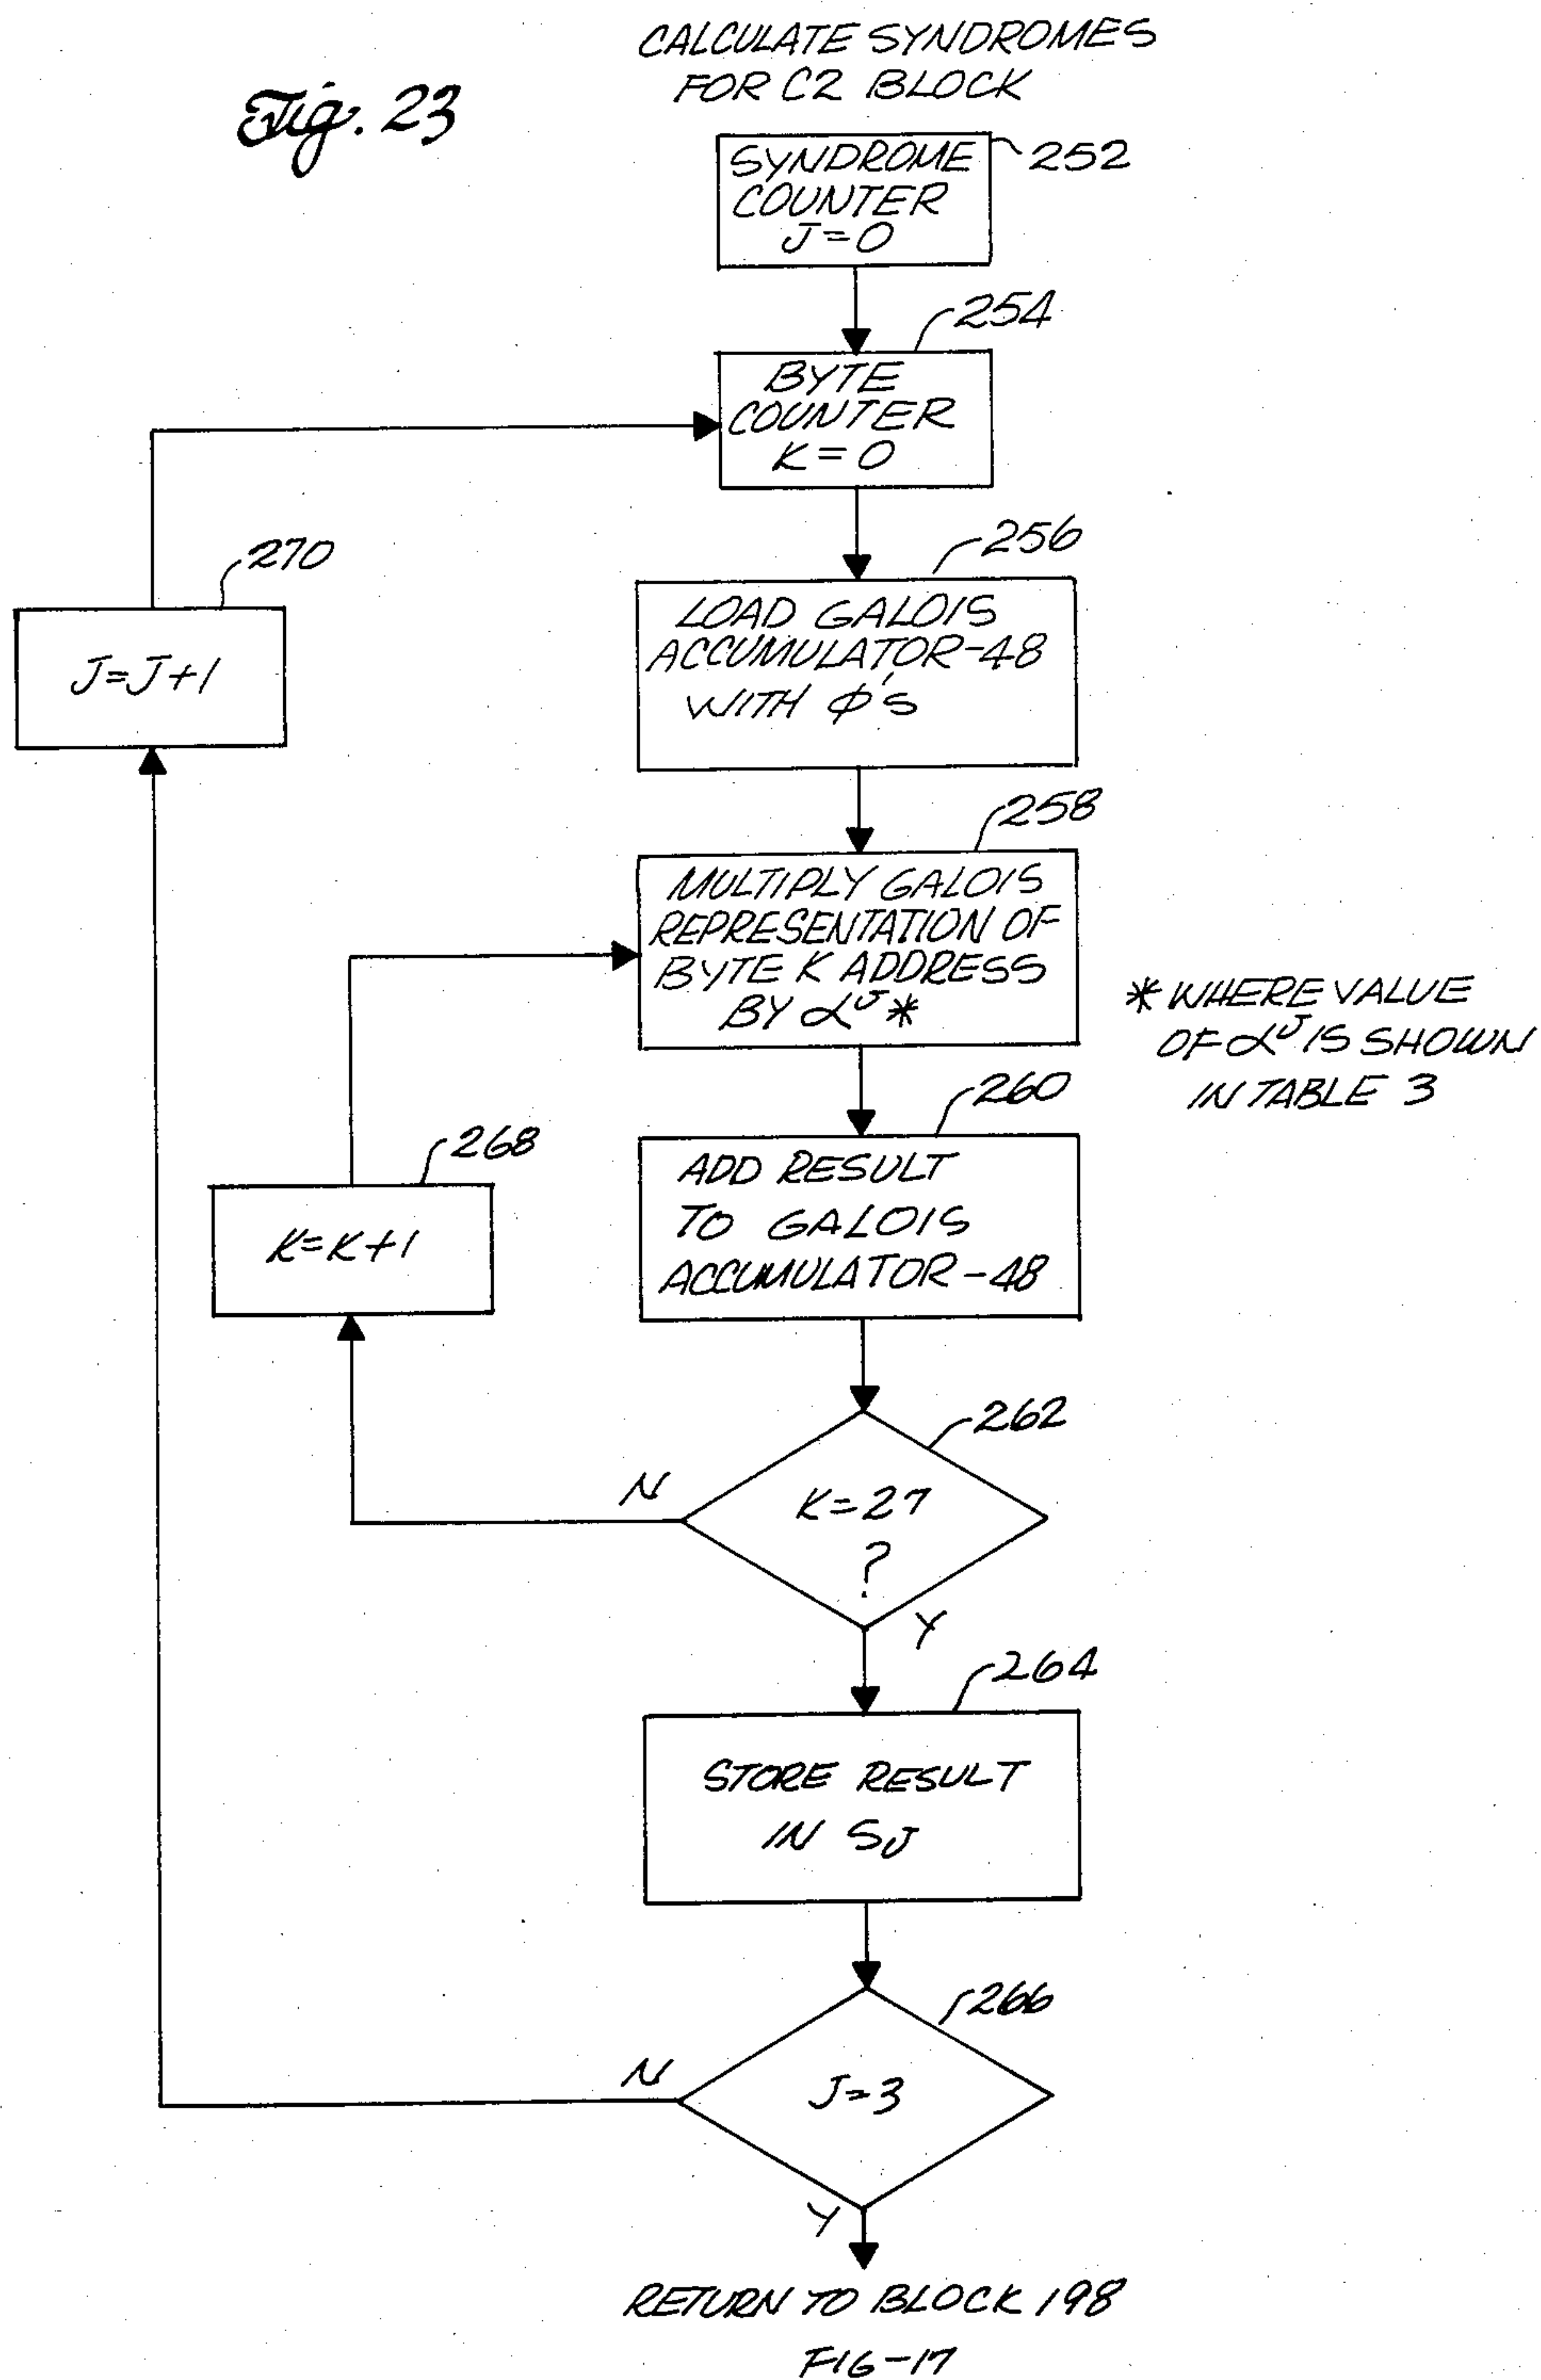 Fig. 23
CALCULATE SYNDROMES
FOR C2 BLOCK
SYNDROME
COUNTER
J=0
252
254
BYTE
COUNTER
K=0
256
270
LOAD GALOIS
ACCUMULATOR-48
WITH ϕ'S
J=J+1
258
MULTIPLY GALOIS
REPRESENTATION OF
BYTE K ADDRESS
BY α^J *
* WHERE VALUE
OF α^J IS SHOWN
IN TABLE 3
260
268
ADD RESULT
TO GALOIS
ACCUMULATOR-48
K=K+1
262
N
K=27
?
Y
264
STORE RESULT
IN SJ
266
N
J=3
Y
RETURN TO BLOCK 198
FIG-17